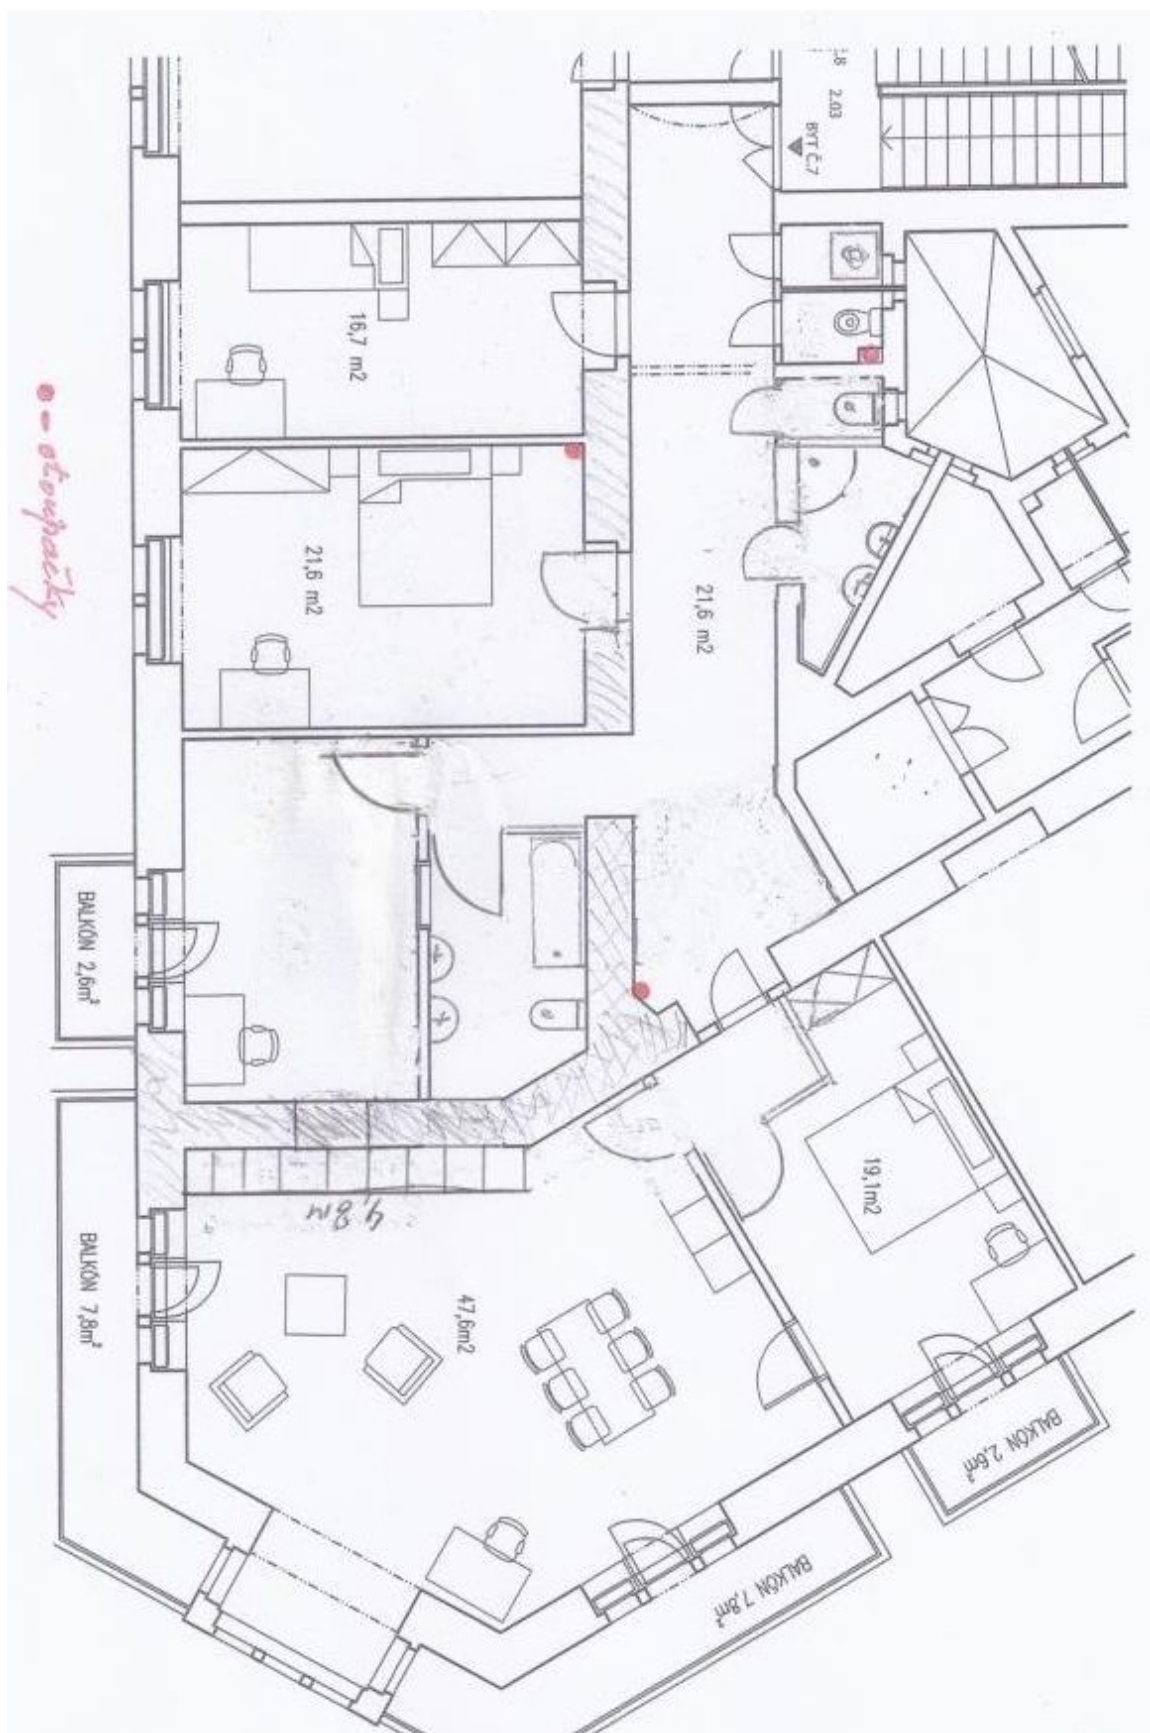 2.03
BYT Č.7
16,7 m2
● - stoupačky
21,6 m2
21,6 m2
BALKÓN 2,6m²
19,1m2
4,8 m
BALKÓN 7,8m²
47,6m2
BALKÓN 2,6m²
BALKÓN 7,8m²